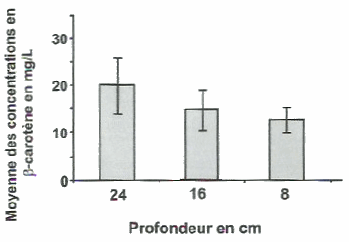 Moyenne des concentrations en
β-carotène en mg/L
30
20
10
0
24 16 8
Profondeur en cm